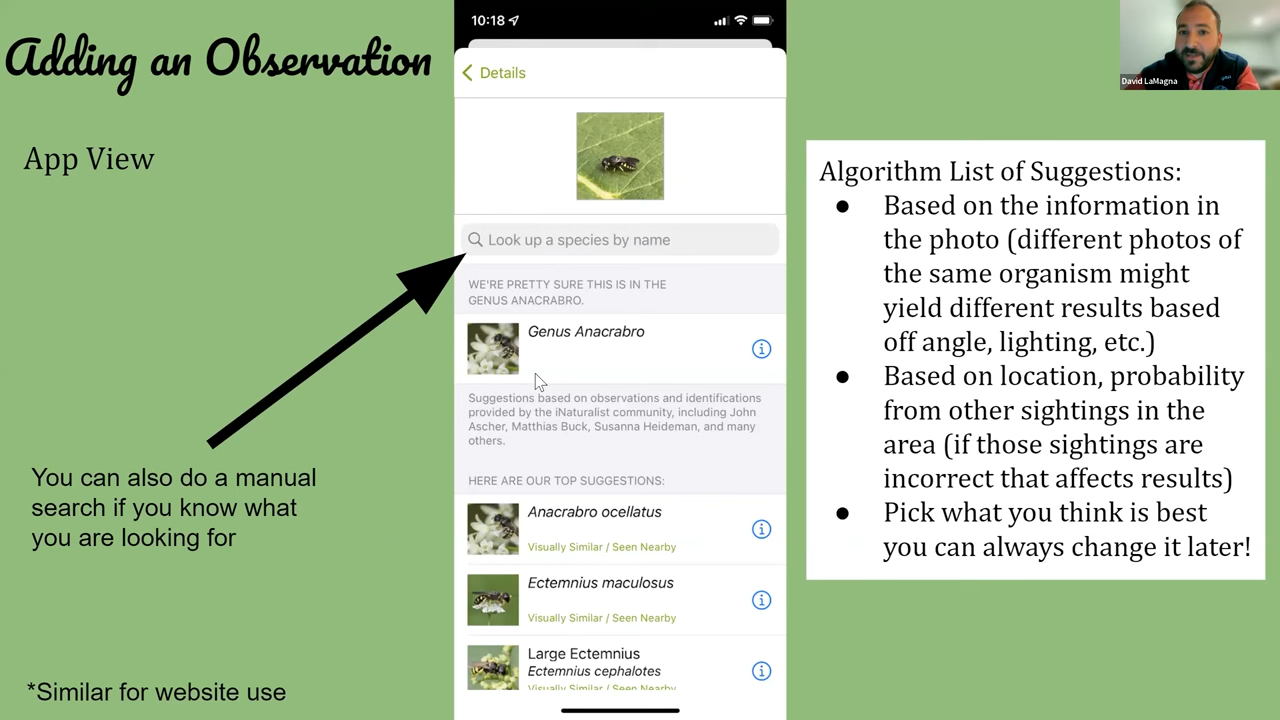 Adding an Observation
App View
You can also do a manual
search if you know what
you are looking for
*Similar for website use
10:18
Details
Look up a species by name
WE'RE PRETTY SURE THIS IS IN THE
GENUS ANACRABRO.
Genus Anacrabro
Suggestions based on observations and identifications
provided by the iNaturalist community, including John
Ascher, Matthias Buck, Susanna Heideman, and many
others.
HERE ARE OUR TOP SUGGESTIONS:
Anacrabro ocellatus
Visually Similar / Seen Nearby
Ectemnius maculosus
Visually Similar / Seen Nearby
Large Ectemnius
Ectemnius cephalotes
Visually Similar / Seen Nearby
David LaMagna
Algorithm List of Suggestions:
● Based on the information in
the photo (different photos of
the same organism might
yield different results based
off angle, lighting, etc.)
● Based on location, probability
from other sightings in the
area (if those sightings are
incorrect that affects results)
● Pick what you think is best
you can always change it later!